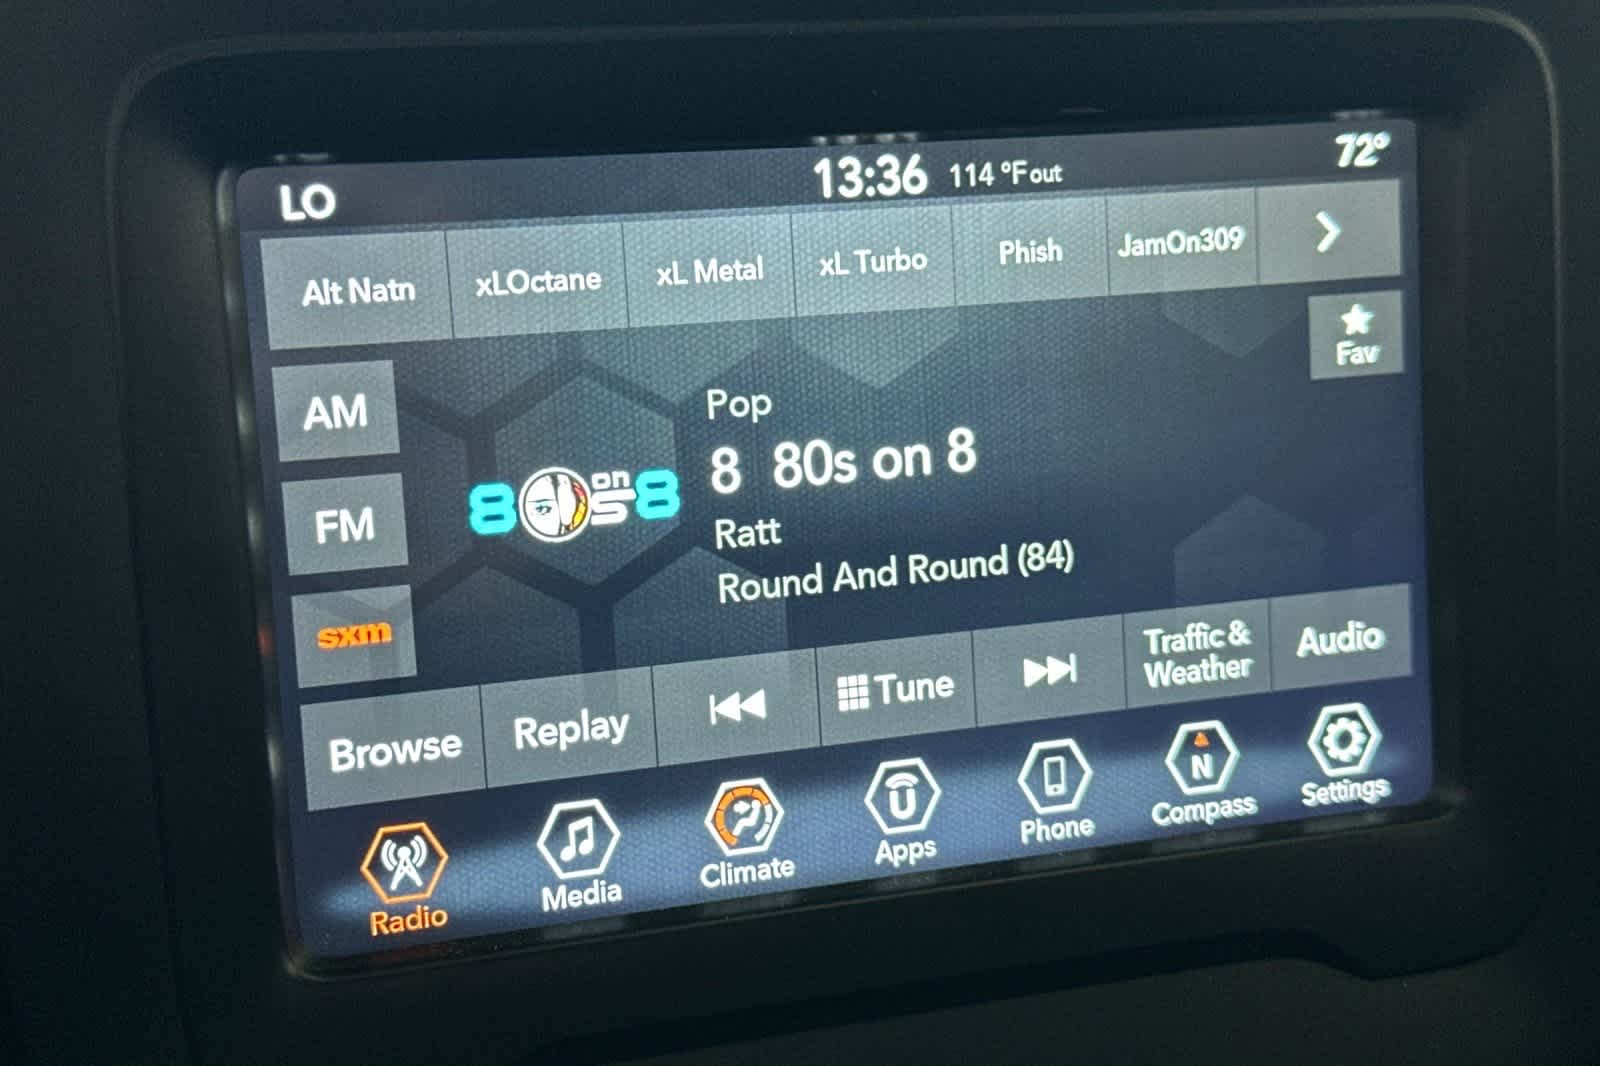 LO 13:36 114 °F out 72°
Alt Natn xLOctane xL Metal xL Turbo Phish JamOn309
Fav
AM
FM
sxm
80s on 8
Pop
8 80s on 8
Ratt
Round And Round (84)
Browse Replay Tune Traffic & Weather Audio
Radio Media Climate U Apps Phone N Compass Settings